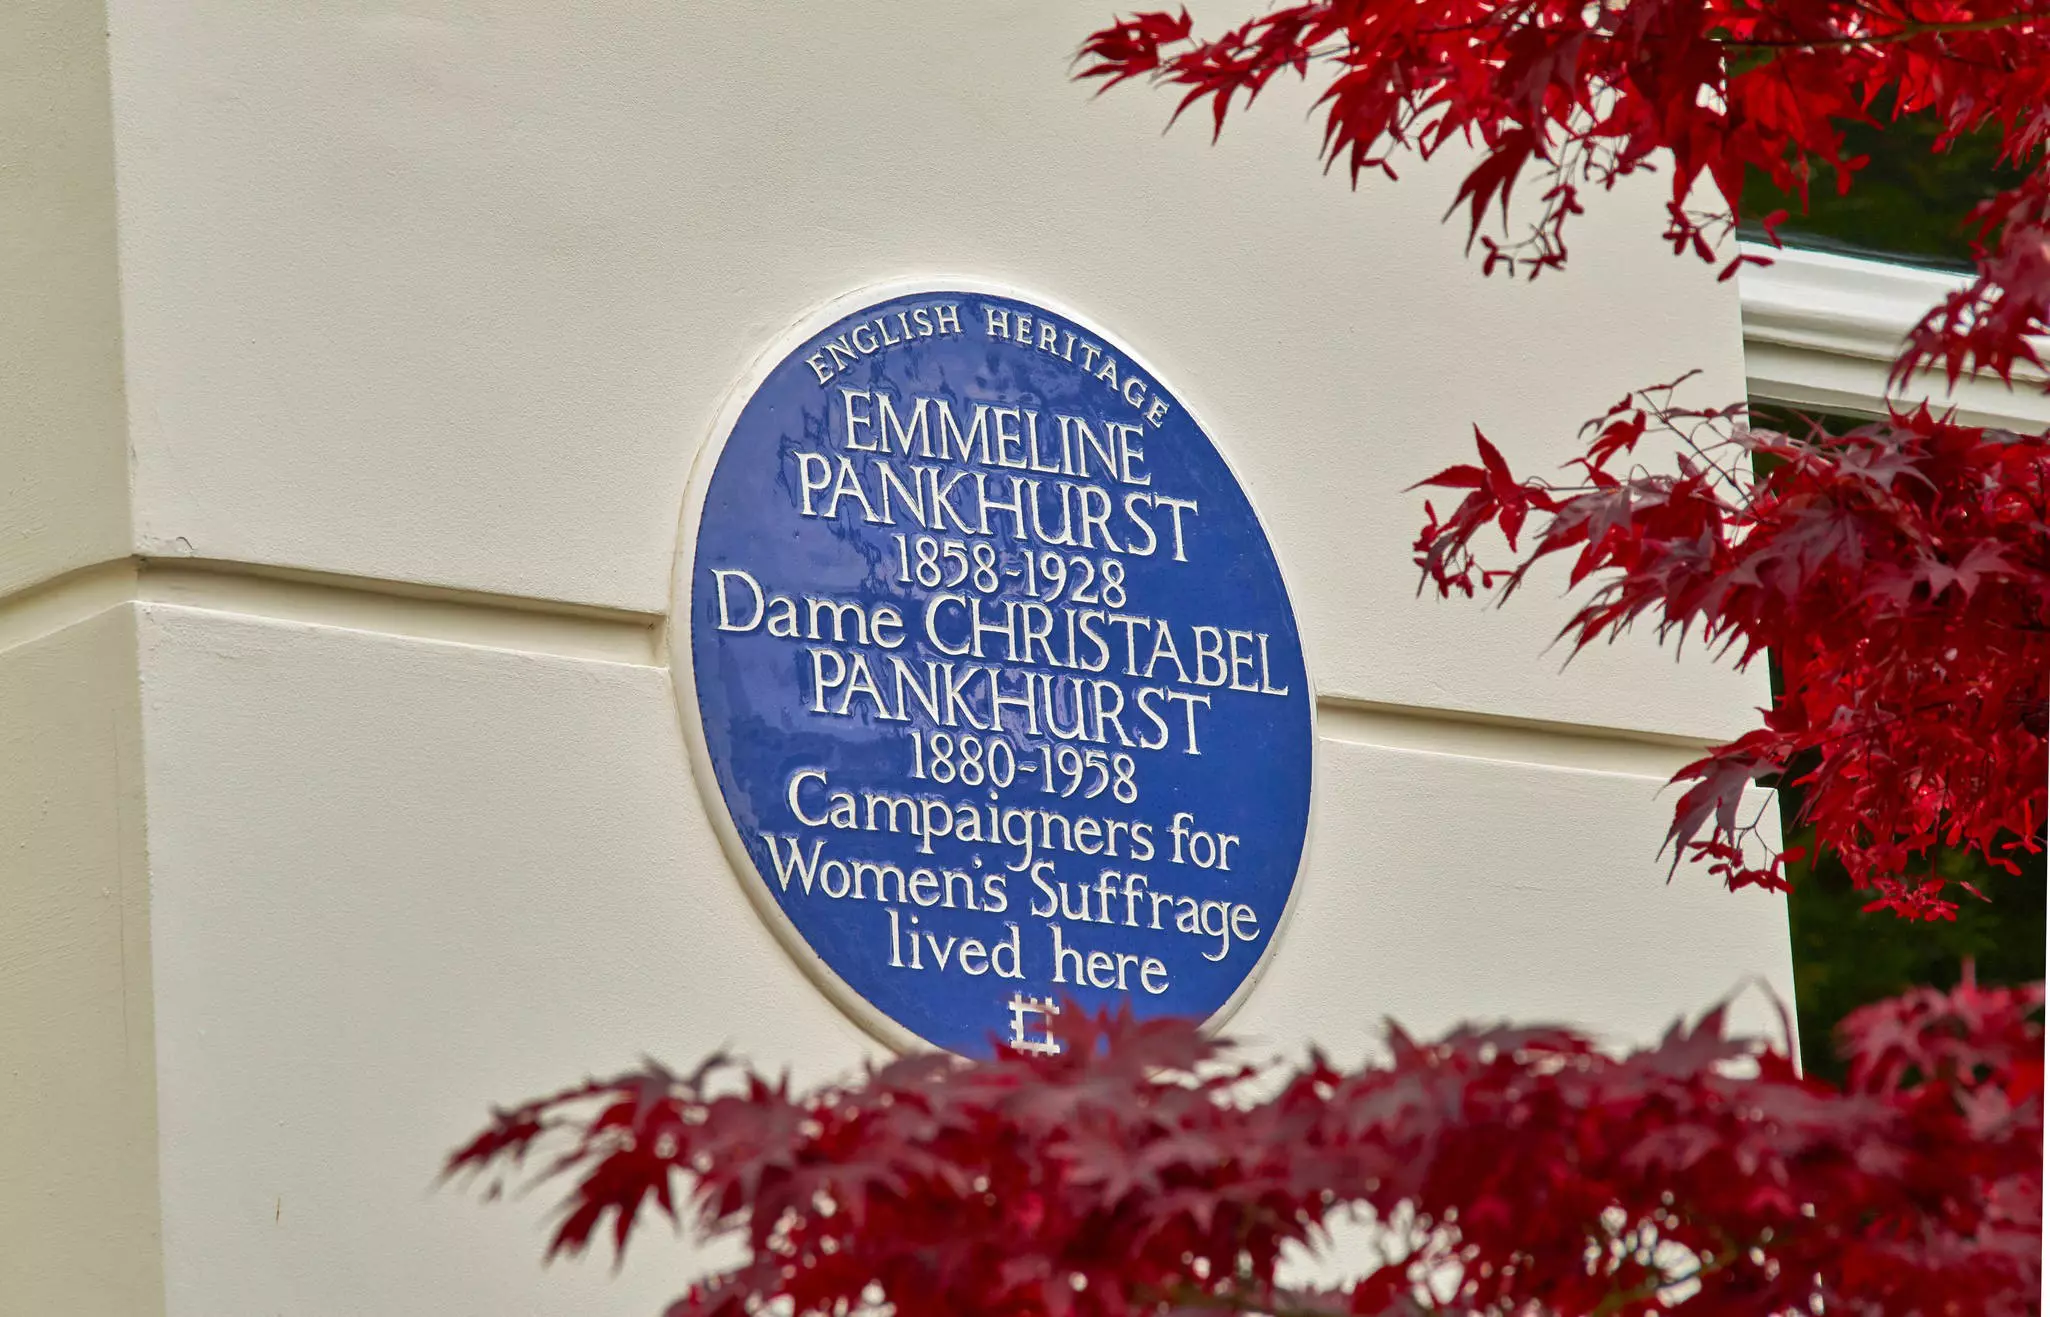 ENGLISH HERITAGE
EMMELINE
PANKHURST
1858-1928
Dame CHRISTABEL
PANKHURST
1880-1958
Campaigners for
Women's Suffrage
lived here